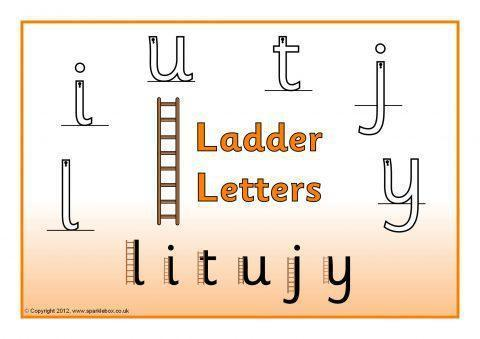 u t
i j
Ladder
Letters
l y
l i t u j y
© Copyright 2012, www.sparklebox.co.uk